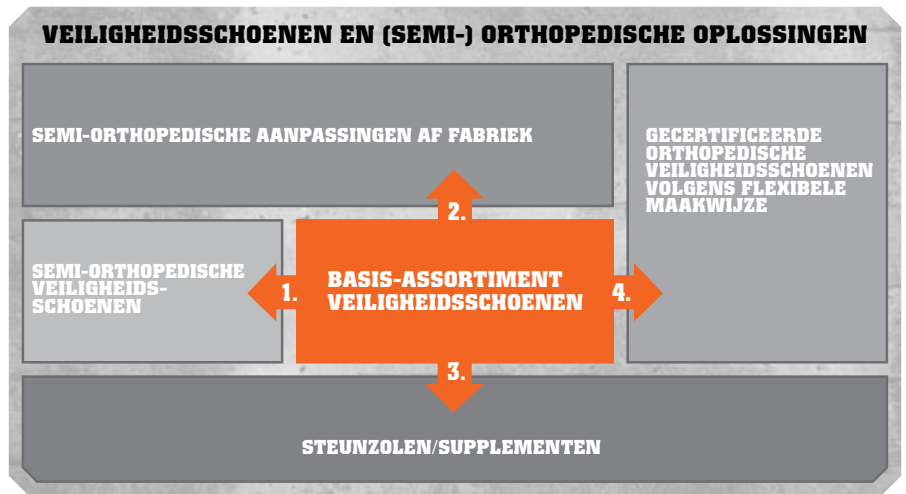 VEILIGHEIDSSCHOENEN EN (SEMI-) ORTHOPEDISCHE OPLOSSINGEN
SEMI-ORTHOPEDISCHE AANPASSINGEN AF FABRIEK
GECERTIFICEERDE
ORTHOPEDISCHE
VEILIGHEIDSSCHOENEN
VOLGENS FLEXIBELE
MAAKWIJZE
2.
SEMI-ORTHOPEDISCHE
VEILIGHEIDS-
SCHOENEN
1.
BASIS-ASSORTIMENT
VEILIGHEIDSSCHOENEN
4.
3.
STEUNZOLEN/SUPPLEMENTEN